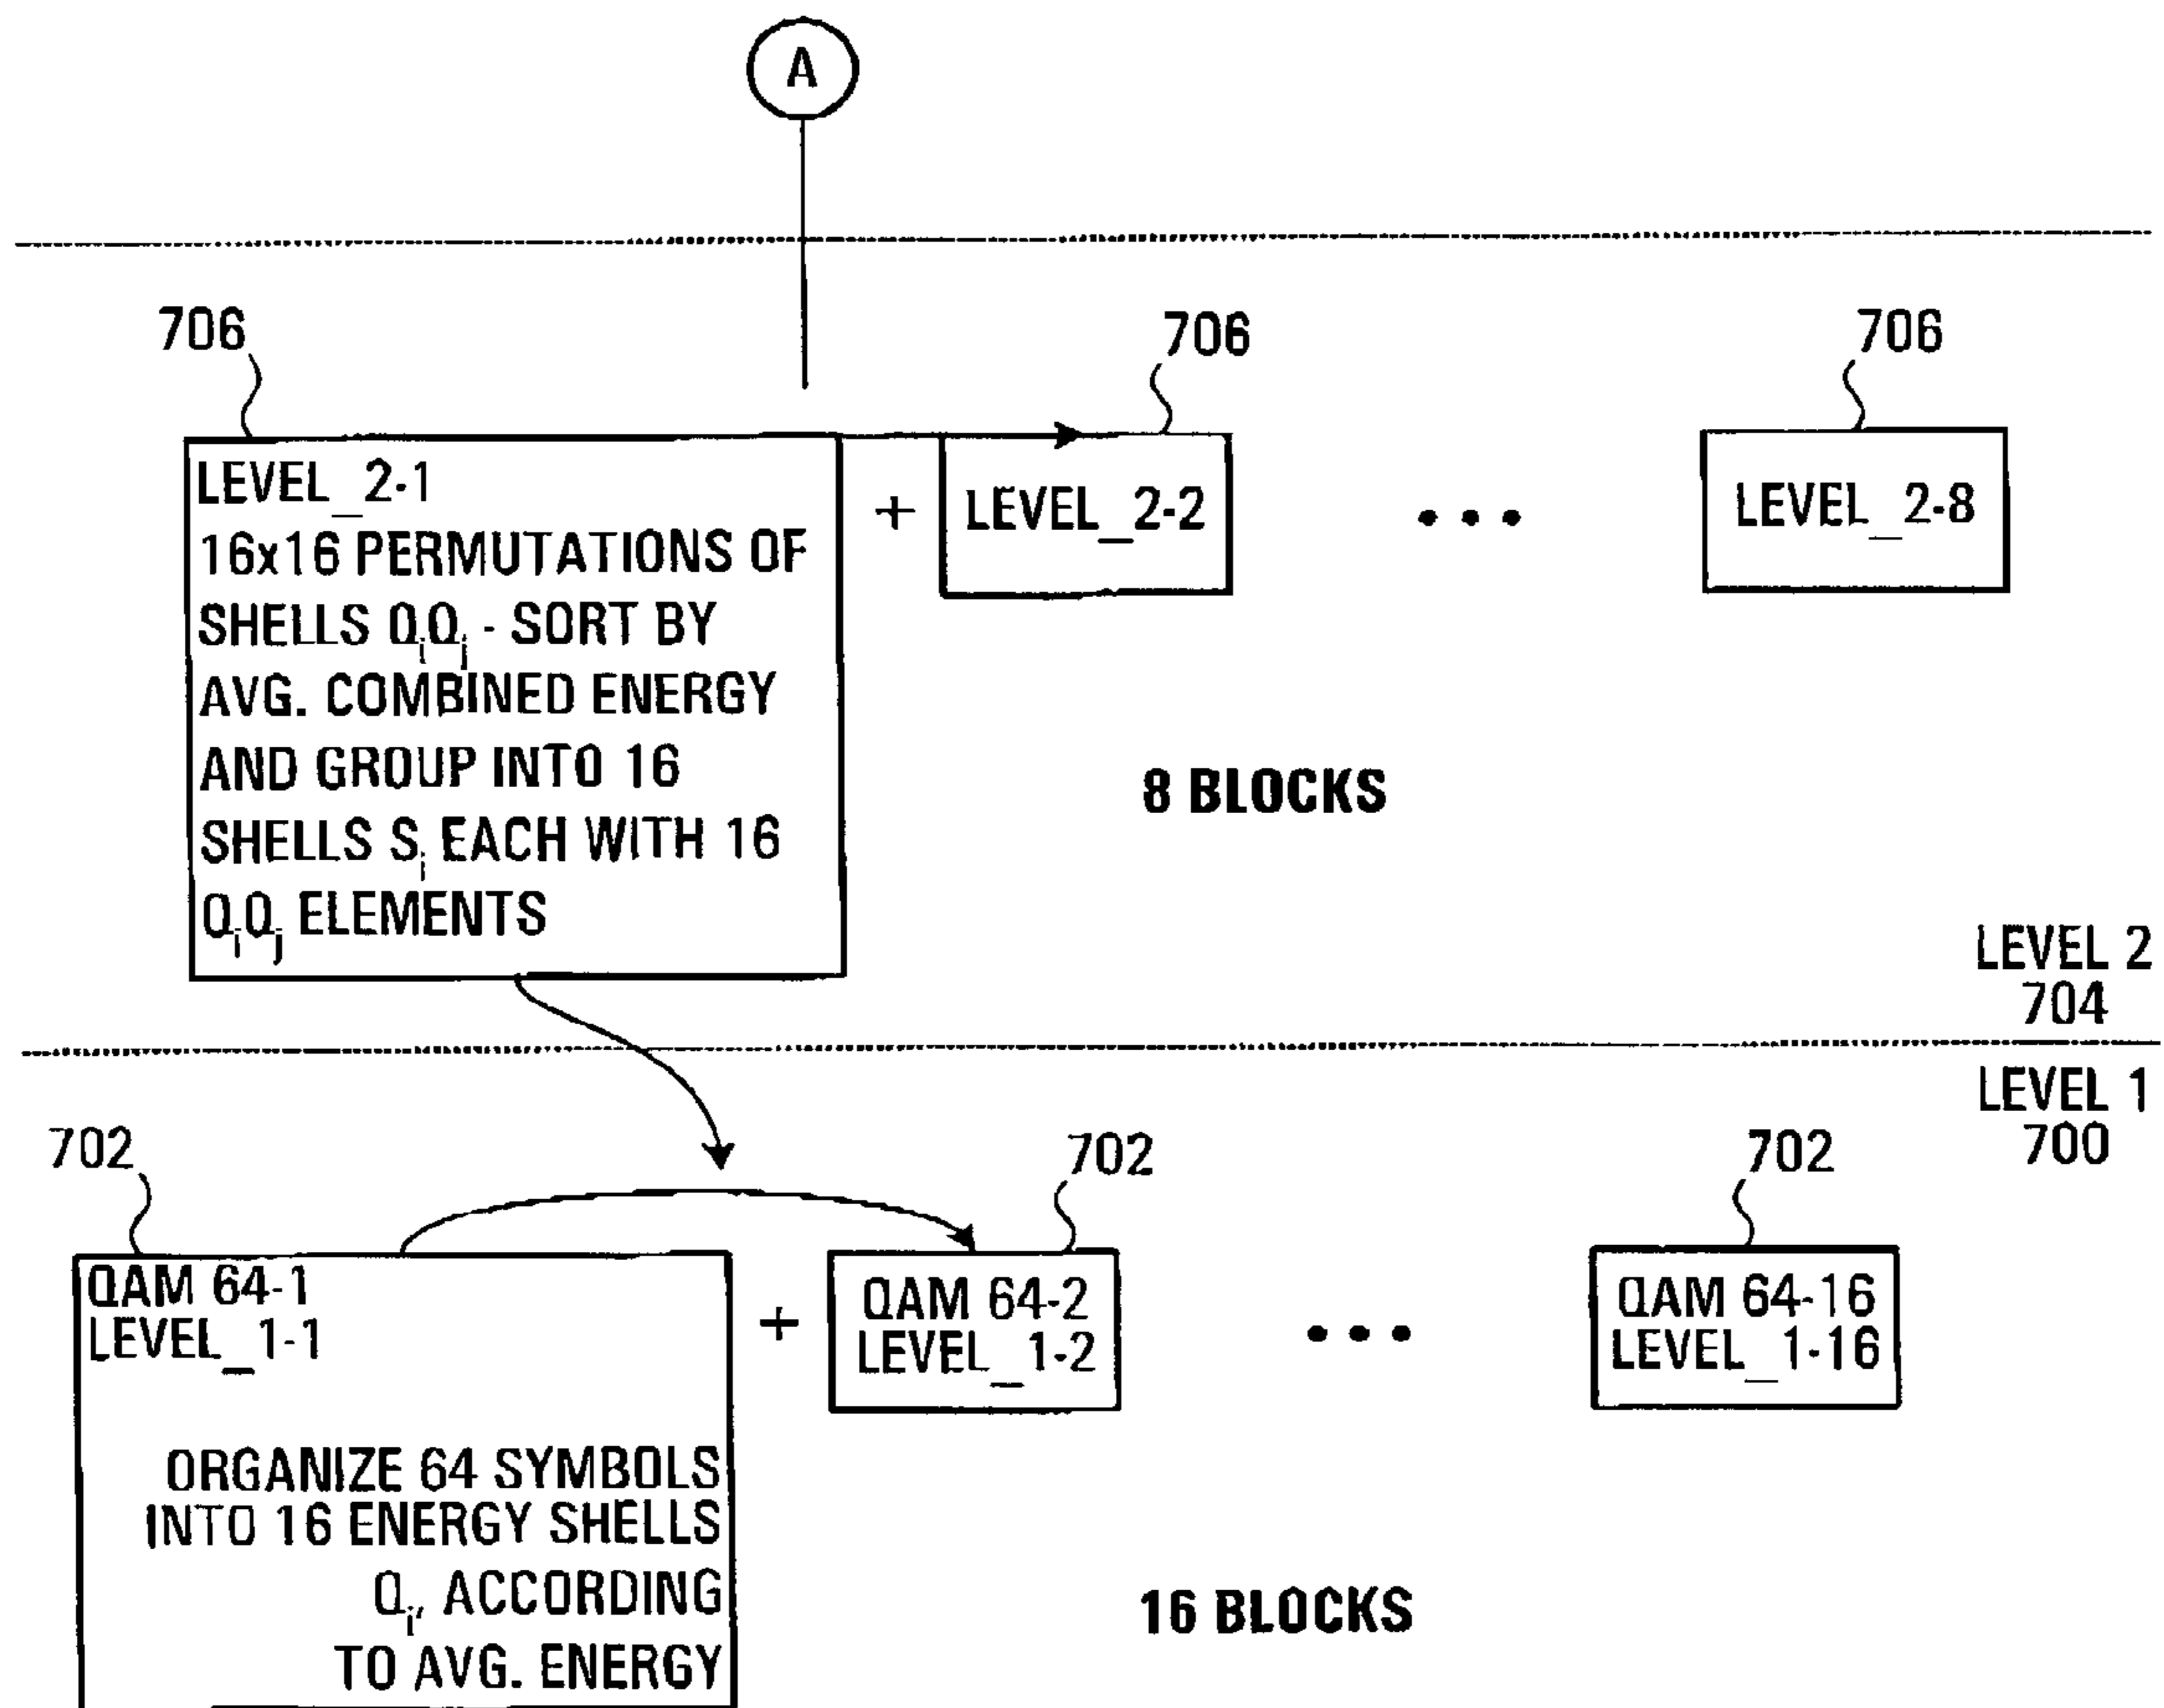 A
706
706
706
LEVEL_2-1
16x16 PERMUTATIONS OF
SHELLS QiQj - SORT BY
AVG. COMBINED ENERGY
AND GROUP INTO 16
SHELLS Si EACH WITH 16
QiQj ELEMENTS
+
LEVEL_2-2
• • •
LEVEL_2-8
8 BLOCKS
LEVEL 2
704
LEVEL 1
700
702
702
702
QAM 64-1
LEVEL_1-1
ORGANIZE 64 SYMBOLS
INTO 16 ENERGY SHELLS
Qi, ACCORDING
TO AVG. ENERGY
+
QAM 64-2
LEVEL_1-2
• • •
QAM 64-16
LEVEL_1-16
16 BLOCKS